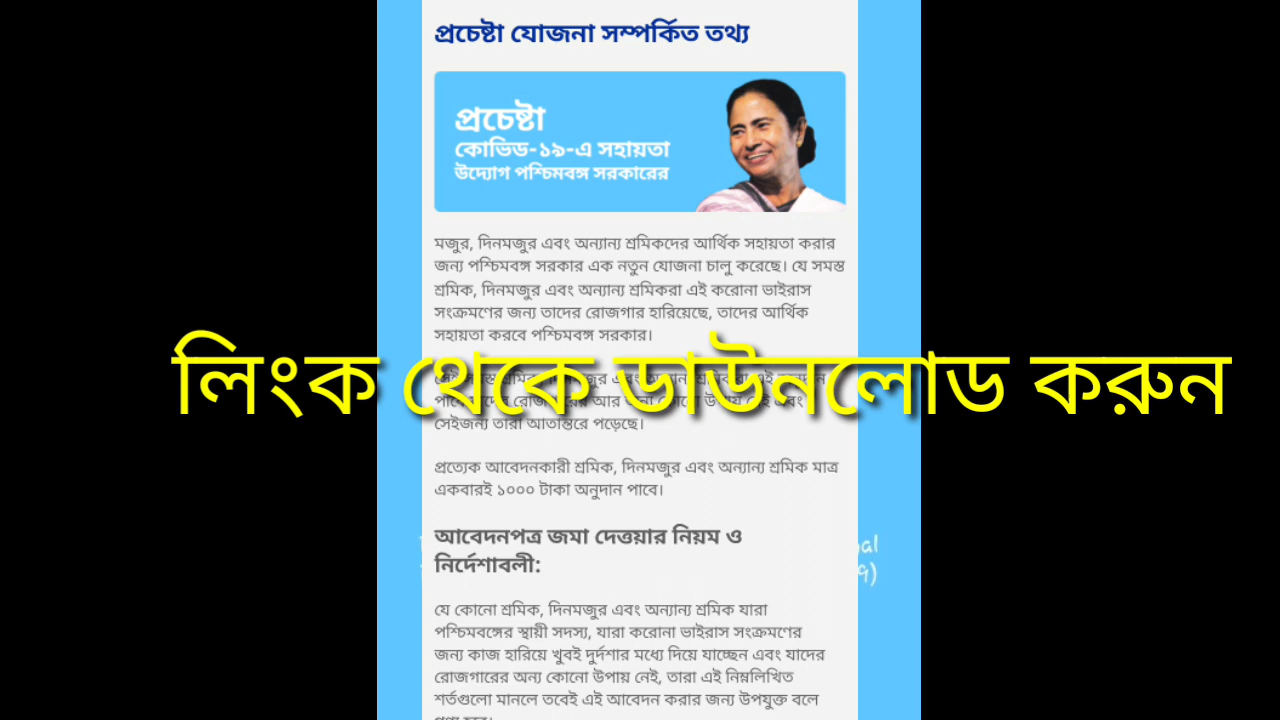 প্রচেষ্টা যোজনা সম্পর্কিত তথ্য
প্রচেষ্টা
কোভিড-১৯-এ সহায়তা
উদ্যোগ পশ্চিমবঙ্গ সরকারের
মজুর, দিনমজুর এবং অন্যান্য শ্রমিকদের আর্থিক সহায়তা করার
জন্য পশ্চিমবঙ্গ সরকার এক নতুন যোজনা চালু করেছে। যে সমস্ত
শ্রমিক, দিনমজুর এবং অন্যান্য শ্রমিকরা এই করোনা ভাইরাস
সংক্রমণের জন্য তাদের রোজগার হারিয়েছে, তাদের আর্থিক
সহায়তা করবে পশ্চিমবঙ্গ সরকার।
লিংক থেকে ডাউনলোড করুন
সেইজন্য তারা আতান্তরে পড়েছে।
প্রত্যেক আবেদনকারী শ্রমিক, দিনমজুর এবং অন্যান্য শ্রমিক মাত্র
একবারই ১০০০ টাকা অনুদান পাবে।
আবেদনপত্র জমা দেত্তয়ার নিয়ম ও
নির্দেশাবলী:
যে কোনো শ্রমিক, দিনমজুর এবং অন্যান্য শ্রমিক যারা
পশ্চিমবঙ্গের স্থায়ী সদস্য, যারা করোনা ভাইরাস সংক্রমণের
জন্য কাজ হারিয়ে খুবই দুর্দশার মধ্যে দিয়ে যাচ্ছেন এবং যাদের
রোজগারের অন্য কোনো উপায় নেই, তারা এই নিম্নলিখিত
শর্তগুলো মানলে তবেই এই আবেদন করার জন্য উপযুক্ত বলে